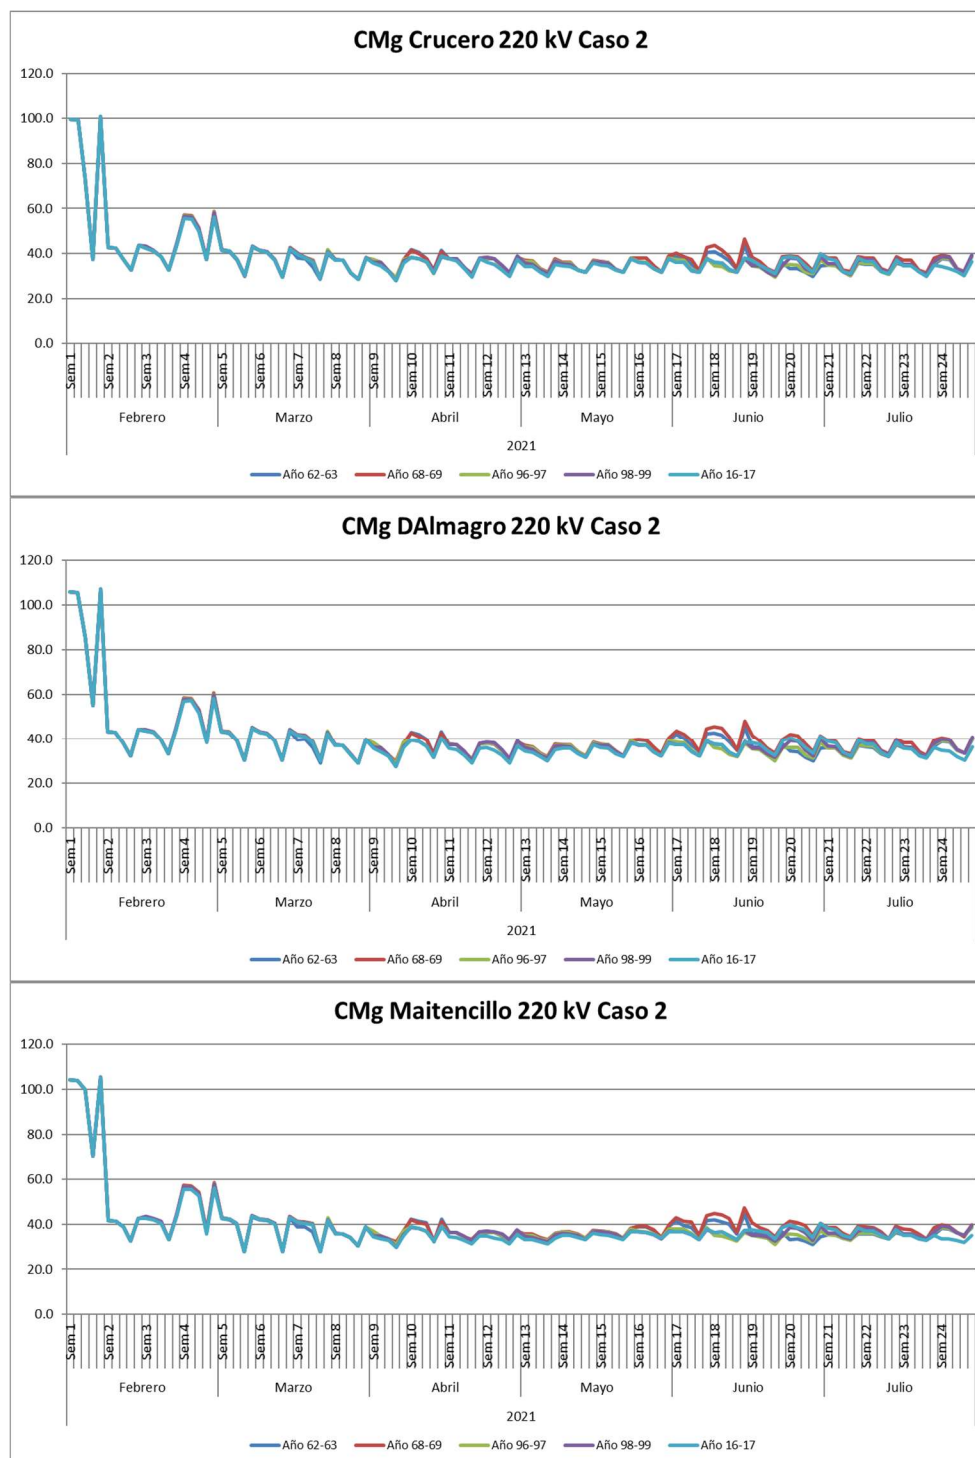 CMg Crucero 220 kV Caso 2
120.0
100.0
80.0
60.0
40.0
20.0
0.0
Sem 1 Sem 2 Sem 3 Sem 4 Sem 5 Sem 6 Sem 7 Sem 8 Sem 9 Sem 10 Sem 11 Sem 12 Sem 13 Sem 14 Sem 15 Sem 16 Sem 17 Sem 18 Sem 19 Sem 20 Sem 21 Sem 22 Sem 23 Sem 24
Febrero Marzo Abril Mayo Junio Julio
2021
Año 62-63 Año 68-69 Año 96-97 Año 98-99 Año 16-17
CMg DAlmagro 220 kV Caso 2
120.0
100.0
80.0
60.0
40.0
20.0
0.0
Sem 1 Sem 2 Sem 3 Sem 4 Sem 5 Sem 6 Sem 7 Sem 8 Sem 9 Sem 10 Sem 11 Sem 12 Sem 13 Sem 14 Sem 15 Sem 16 Sem 17 Sem 18 Sem 19 Sem 20 Sem 21 Sem 22 Sem 23 Sem 24
Febrero Marzo Abril Mayo Junio Julio
2021
Año 62-63 Año 68-69 Año 96-97 Año 98-99 Año 16-17
CMg Maitencillo 220 kV Caso 2
120.0
100.0
80.0
60.0
40.0
20.0
0.0
Sem 1 Sem 2 Sem 3 Sem 4 Sem 5 Sem 6 Sem 7 Sem 8 Sem 9 Sem 10 Sem 11 Sem 12 Sem 13 Sem 14 Sem 15 Sem 16 Sem 17 Sem 18 Sem 19 Sem 20 Sem 21 Sem 22 Sem 23 Sem 24
Febrero Marzo Abril Mayo Junio Julio
2021
Año 62-63 Año 68-69 Año 96-97 Año 98-99 Año 16-17